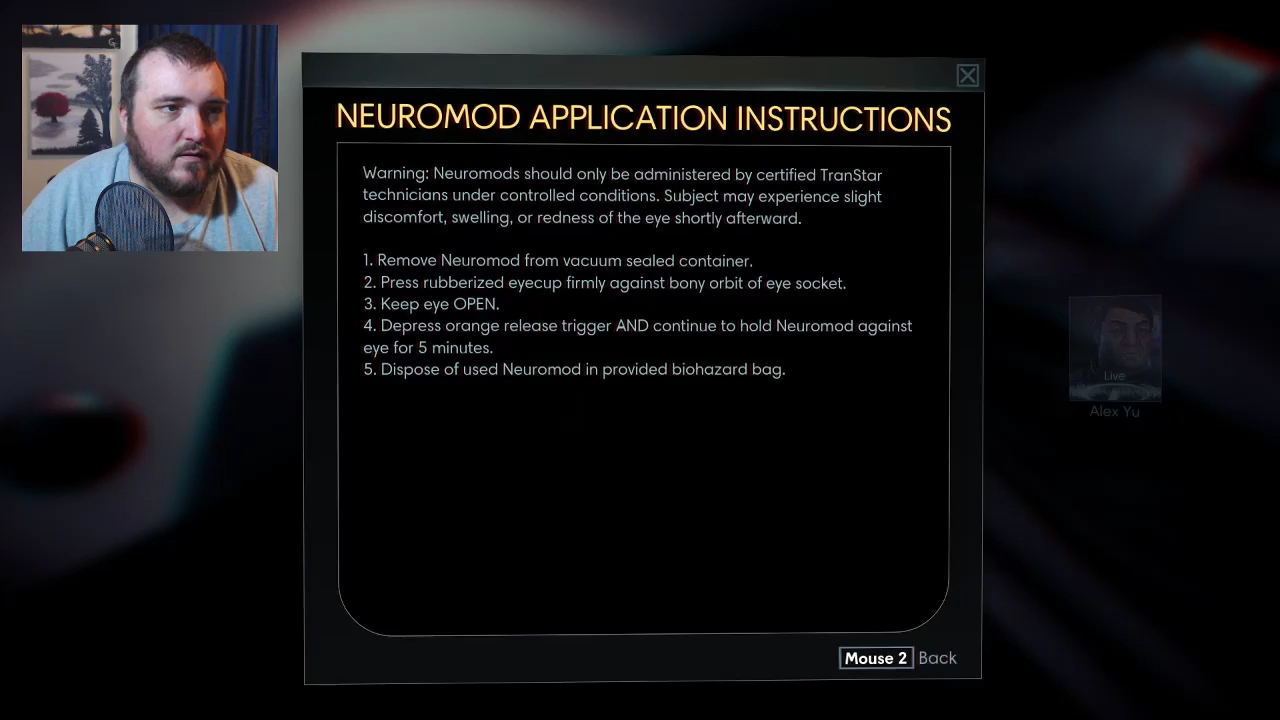 NEUROMOD APPLICATION INSTRUCTIONS
Warning: Neuromods should only be administered by certified TranStar
technicians under controlled conditions. Subject may experience slight
discomfort, swelling, or redness of the eye shortly afterward.
1. Remove Neuromod from vacuum sealed container.
2. Press rubberized eyecup firmly against bony orbit of eye socket.
3. Keep eye OPEN.
4. Depress orange release trigger AND continue to hold Neuromod against
eye for 5 minutes.
5. Dispose of used Neuromod in provided biohazard bag.
Live
Alex Yu
Mouse 2 Back